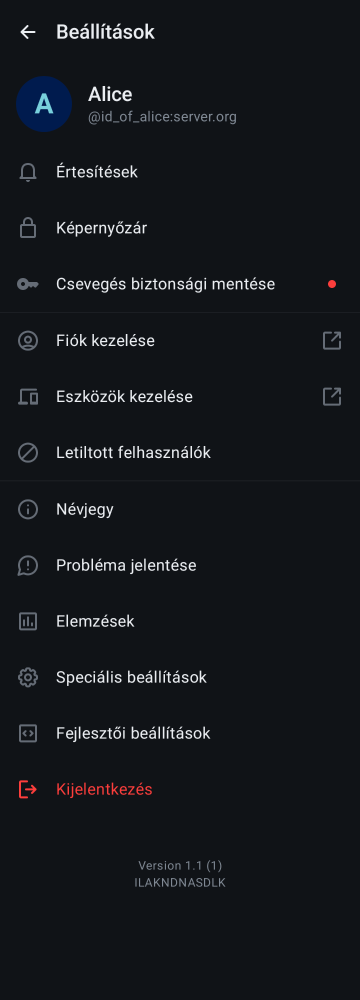 Beállítások
A
Alice
@id_of_alice:server.org
Értesítések
Képernyőzár
Csevegés biztonsági mentése
Fiók kezelése
Eszközök kezelése
Letiltott felhasználók
Névjegy
Probléma jelentése
Elemzések
Speciális beállítások
Fejlesztői beállítások
Kijelentkezés
Version 1.1 (1)
ILAKNDNASDLK